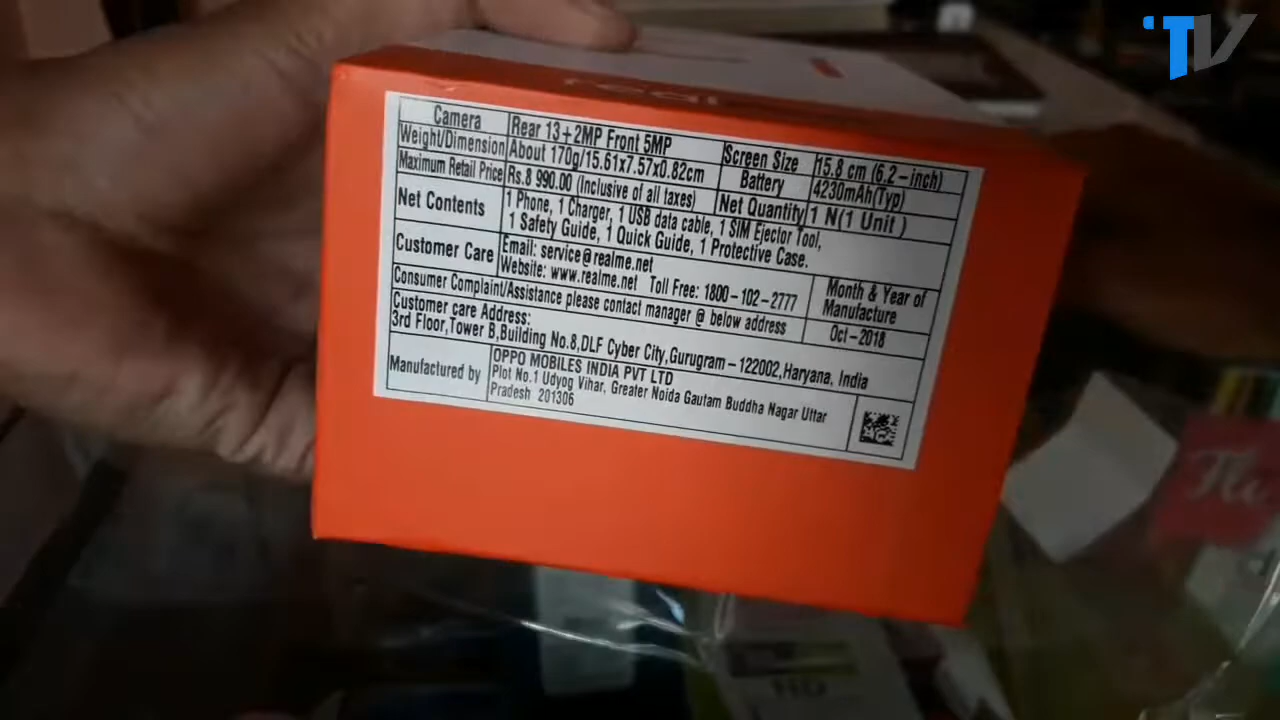 TV
Camera Rear 13+2MP Front 5MP Screen Size 15.8 cm (6.2-inch)
Weight/Dimension About 170g/15.61x7.57x0.82cm Battery 4230mAh(Typ)
Maximum Retail Price Rs.8 990.00 (Inclusive of all taxes) Net Quantity 1 N(1 Unit )
Net Contents 1 Phone, 1 Charger, 1 USB data cable, 1 SIM Ejector Tool,
1 Safety Guide, 1 Quick Guide, 1 Protective Case.
Customer Care Email: service@realme.net
Website: www.realme.net Toll Free: 1800-102-2777
Month & Year of
Manufacture
Consumer Complaint/Assistance please contact manager @ below address
Oct-2018
Customer care Address:
3rd Floor,Tower B,Building No.8,DLF Cyber City,Gurugram-122002,Haryana, India
Manufactured by OPPO MOBILES INDIA PVT LTD
Plot No.1 Udyog Vihar, Greater Noida Gautam Buddha Nagar Uttar
Pradesh 201306